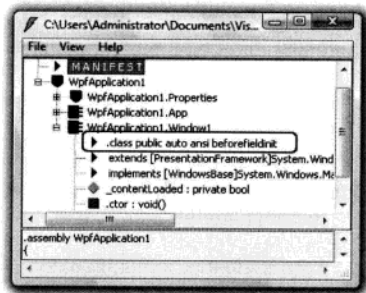 C:\Users\Administrator\Documents\Vis...
File View Help
MANIFEST
WpfApplication1
WpfApplication1.Properties
WpfApplication1.App
WpfApplication1.Window1
.class public auto ansi beforefieldinit
extends [PresentationFramework]System.Wind
implements [WindowsBase]System.Windows.Ma
_contentLoaded : private bool
.ctor : void()
.assembly WpfApplication1
{